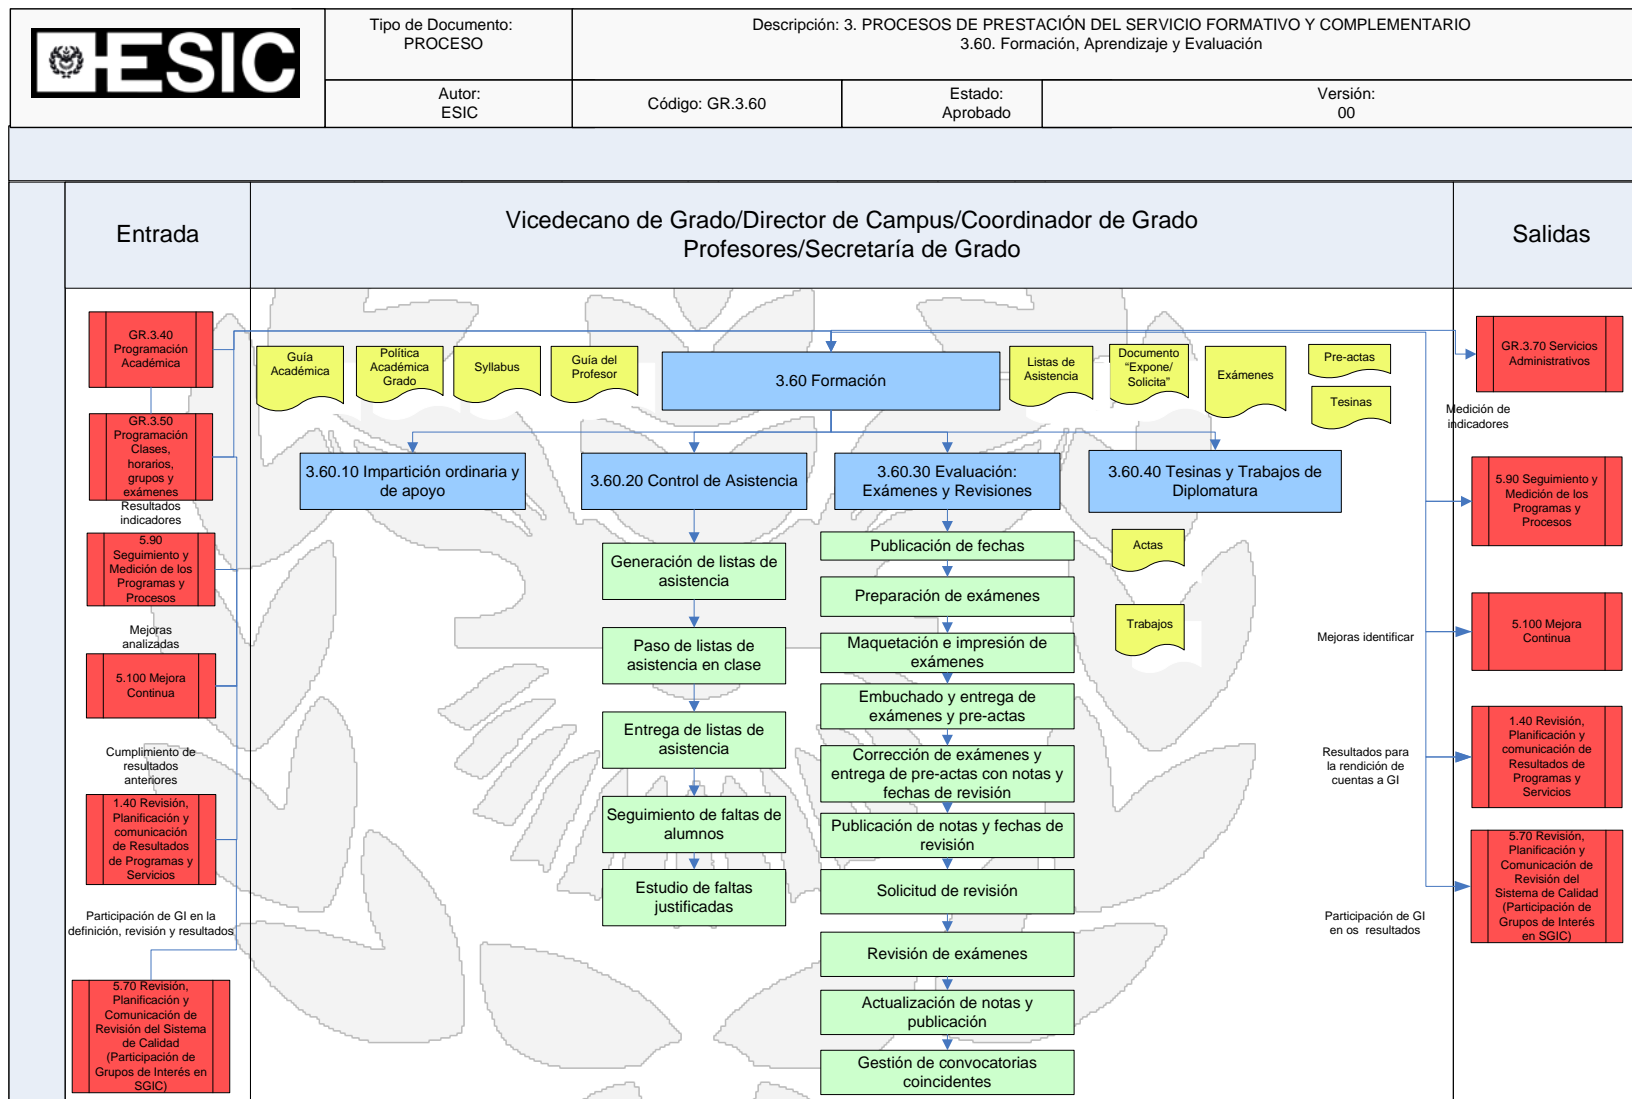 ESIC
Tipo de Documento:
PROCESO
Descripción: 3. PROCESOS DE PRESTACIÓN DEL SERVICIO FORMATIVO Y COMPLEMENTARIO
3.60. Formación, Aprendizaje y Evaluación
Autor:
ESIC
Código: GR.3.60
Estado:
Aprobado
Versión:
00
Entrada
Vicedecano de Grado/Director de Campus/Coordinador de Grado
Profesores/Secretaría de Grado
Salidas
GR.3.40
Programación
Académica
GR.3.50
Programación
Clases,
horarios,
grupos y
exámenes
Resultados
indicadores
5.90
Seguimiento y
Medición de los
Programas y
Procesos
Mejoras
analizadas
5.100 Mejora
Continua
Cumplimiento de
resultados
anteriores
1.40 Revisión,
Planificación y
comunicación
de Resultados
de Programas y
Servicios
Participación de GI en la
definición, revisión y resultados
5.70 Revisión,
Planificación y
Comunicación de
Revisión del Sistema
de Calidad
(Participación de
Grupos de Interés en
SGIC)
Guía
Académica
Política
Académica
Grado
Syllabus
Guía del
Profesor
3.60 Formación
Listas de
Asistencia
Documento
“Expone/
Solicita”
Exámenes
Pre-actas
Tesinas
3.60.10 Impartición ordinaria y
de apoyo
3.60.20 Control de Asistencia
3.60.30 Evaluación:
Exámenes y Revisiones
3.60.40 Tesinas y Trabajos de
Diplomatura
Generación de listas de
asistencia
Paso de listas de
asistencia en clase
Entrega de listas de
asistencia
Seguimiento de faltas de
alumnos
Estudio de faltas
justificadas
Publicación de fechas
Preparación de exámenes
Maquetación e impresión de
exámenes
Embuchado y entrega de
exámenes y pre-actas
Corrección de exámenes y
entrega de pre-actas con notas y
fechas de revisión
Publicación de notas y fechas de
revisión
Solicitud de revisión
Revisión de exámenes
Actualización de notas y
publicación
Gestión de convocatorias
coincidentes
Actas
Trabajos
GR.3.70 Servicios
Administrativos
Medición de
indicadores
5.90 Seguimiento y
Medición de los
Programas y
Procesos
Mejoras identificar
5.100 Mejora
Continua
Resultados para
la rendición de
cuentas a GI
1.40 Revisión,
Planificación y
comunicación de
Resultados de
Programas y
Servicios
Participación de GI
en os resultados
5.70 Revisión,
Planificación y
Comunicación de
Revisión del
Sistema de Calidad
(Participación de
Grupos de Interés
en SGIC)